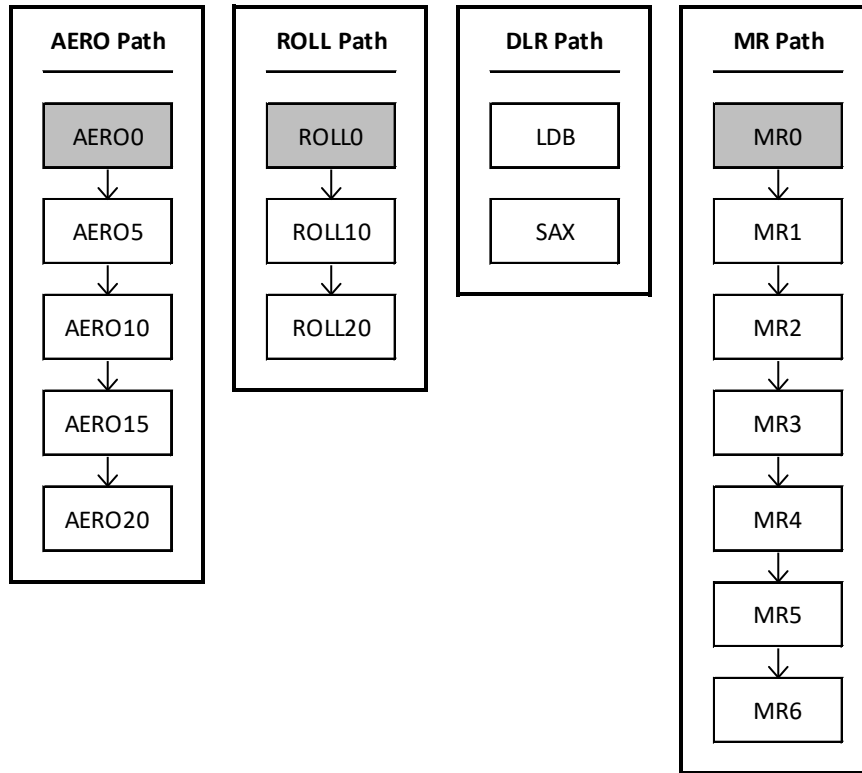 AERO Path
AERO0
AERO5
AERO10
AERO15
AERO20
ROLL Path
ROLL0
ROLL10
ROLL20
DLR Path
LDB
SAX
MR Path
MR0
MR1
MR2
MR3
MR4
MR5
MR6